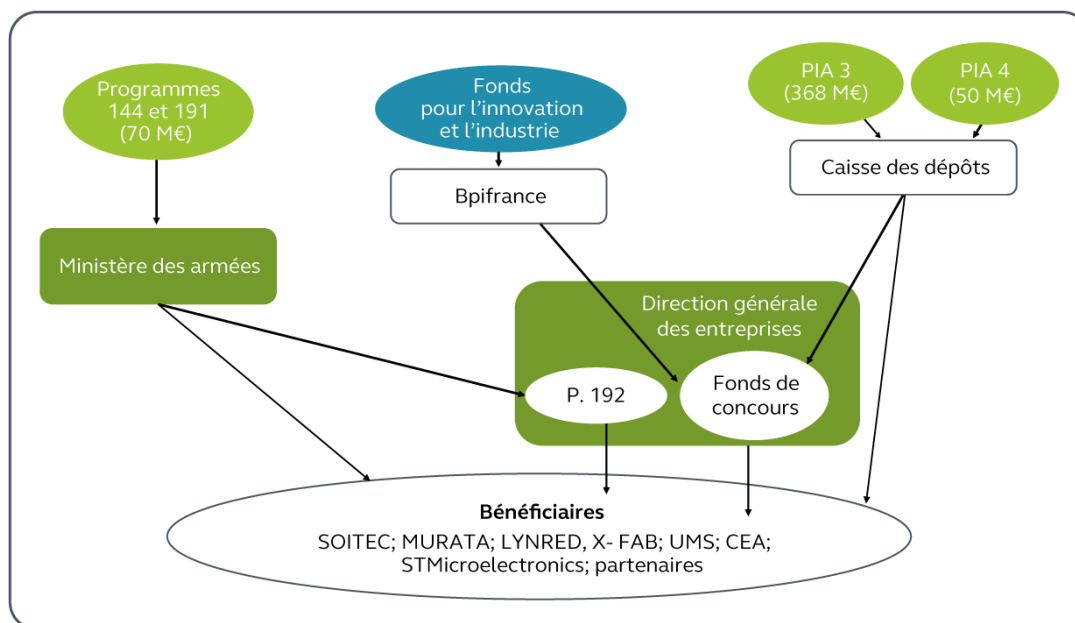 Programmes
144 et 191
(70 M€)
Fonds
pour l’innovation
et l’industrie
PIA 3
(368 M€)
PIA 4
(50 M€)
Bpifrance
Caisse des dépôts
Ministère des armées
Direction générale
des entreprises
P. 192
Fonds de
concours
Bénéficiaires
SOITEC; MURATA; LYNRED, X- FAB; UMS; CEA;
STMicroelectronics; partenaires